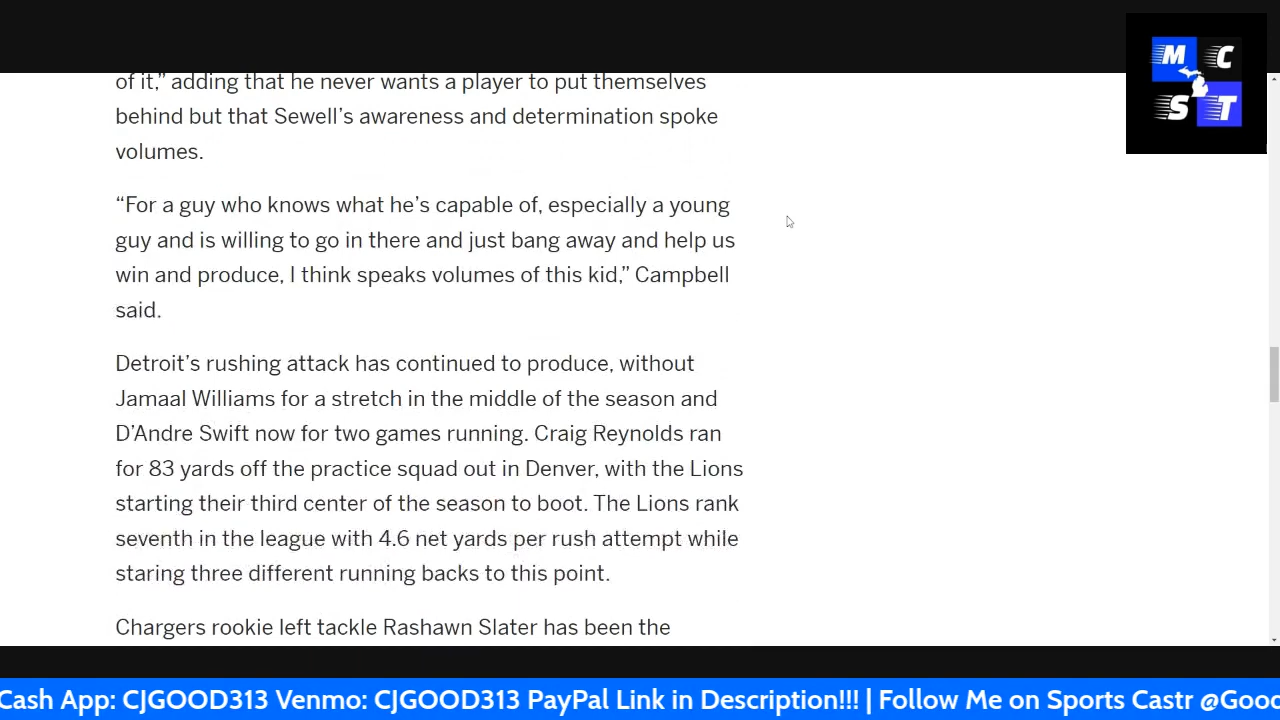 of it,” adding that he never wants a player to put themselves
behind but that Sewell’s awareness and determination spoke
volumes.
“For a guy who knows what he’s capable of, especially a young
guy and is willing to go in there and just bang away and help us
win and produce, I think speaks volumes of this kid,” Campbell
said.
Detroit’s rushing attack has continued to produce, without
Jamaal Williams for a stretch in the middle of the season and
D’Andre Swift now for two games running. Craig Reynolds ran
for 83 yards off the practice squad out in Denver, with the Lions
starting their third center of the season to boot. The Lions rank
seventh in the league with 4.6 net yards per rush attempt while
staring three different running backs to this point.
Chargers rookie left tackle Rashawn Slater has been the
M C
S T
Cash App: CJGOOD313 Venmo: CJGOOD313 PayPal Link in Description!!! | Follow Me on Sports Castr @Good